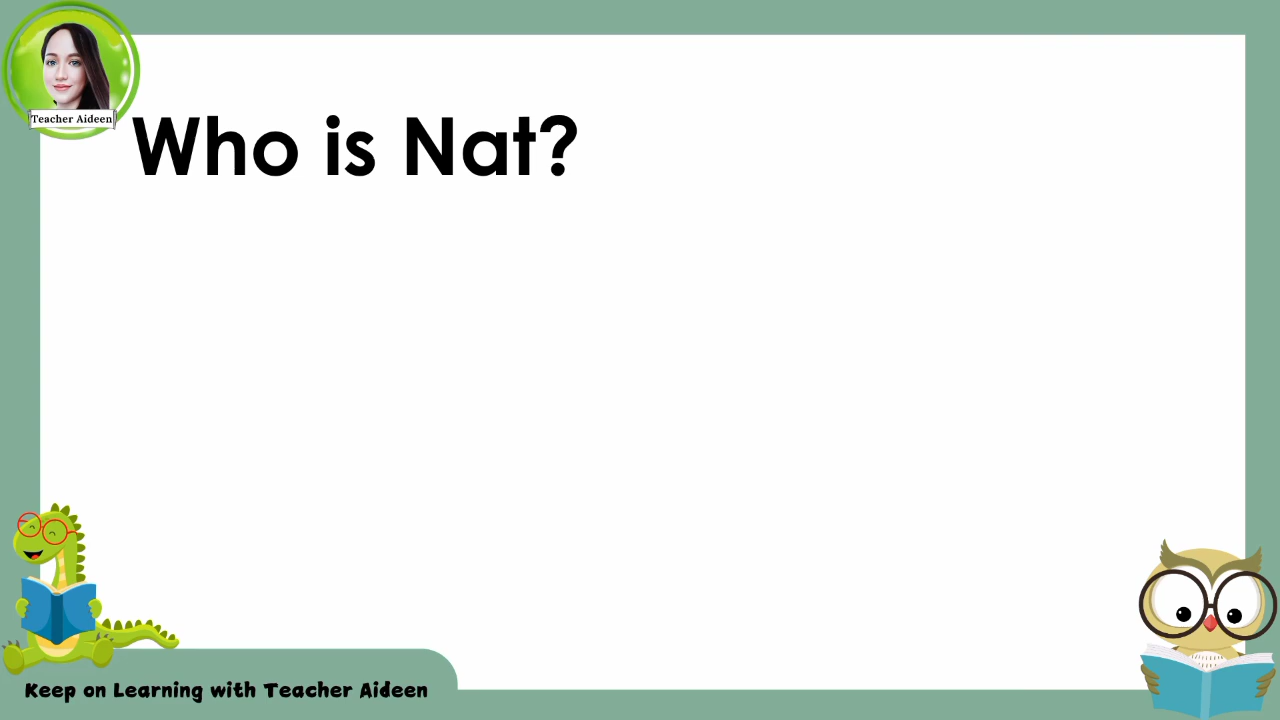 Teacher Aideen
Who is Nat?
Keep on Learning with Teacher Aideen